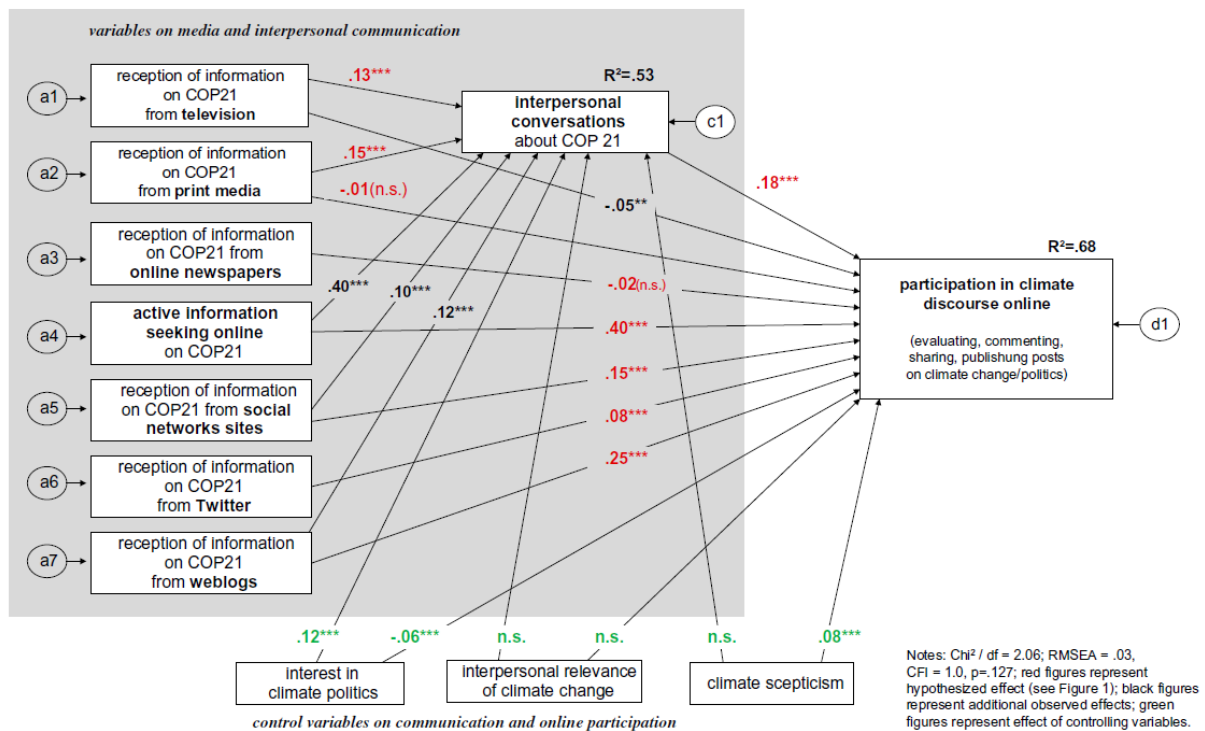 variables on media and interpersonal communication
a1
reception of information
on COP21
from television
.13***
R²=.53
interpersonal
conversations
about COP 21
c1
a2
reception of information
on COP21
from print media
.15***
-.01(n.s.)
.18***
-.05**
a3
reception of information
on COP21 from
online newspapers
.40***
.10***
.12***
-.02(n.s.)
R²=.68
participation in climate
discourse online
(evaluating, commenting,
sharing, publishung posts
on climate change/politics)
d1
a4
active information
seeking online
on COP21
.40***
a5
reception of information
on COP21 from social
networks sites
.15***
.08***
a6
reception of information
on COP21
from Twitter
.25***
a7
reception of information
on COP21
from weblogs
.12***
-.06***
n.s.
n.s.
n.s.
.08***
interest in
climate politics
interpersonal relevance
of climate change
climate scepticism
control variables on communication and online participation
Notes: Chi² / df = 2.06; RMSEA = .03,
CFI = 1.0, p=.127; red figures represent
hypothesized effect (see Figure 1); black figures
represent additional observed effects; green
figures represent effect of controlling variables.